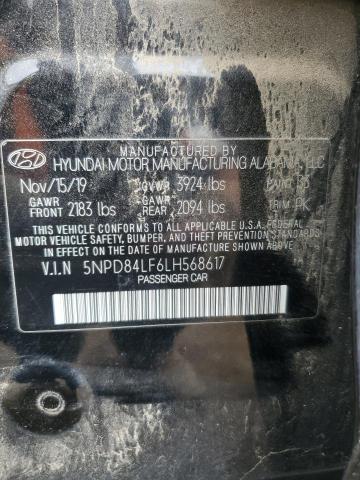 MANUFACTURED BY
HYUNDAI MOTOR MANUFACTURING ALABAMA, LLC
Nov/15/19 GVWR 3924 lbs PAINT
GAWR FRONT 2183 lbs GAWR REAR 2094 lbs TRIM PK
THIS VEHICLE CONFORMS TO ALL APPLICABLE U.S.A. FEDERAL
MOTOR VEHICLE SAFETY, BUMPER, AND THEFT PREVENTION STANDARDS
IN EFFECT ON THE DATE OF MANUFACTURE SHOWN ABOVE.
V.I.N 5NPD84LF6LH568617
PASSENGER CAR